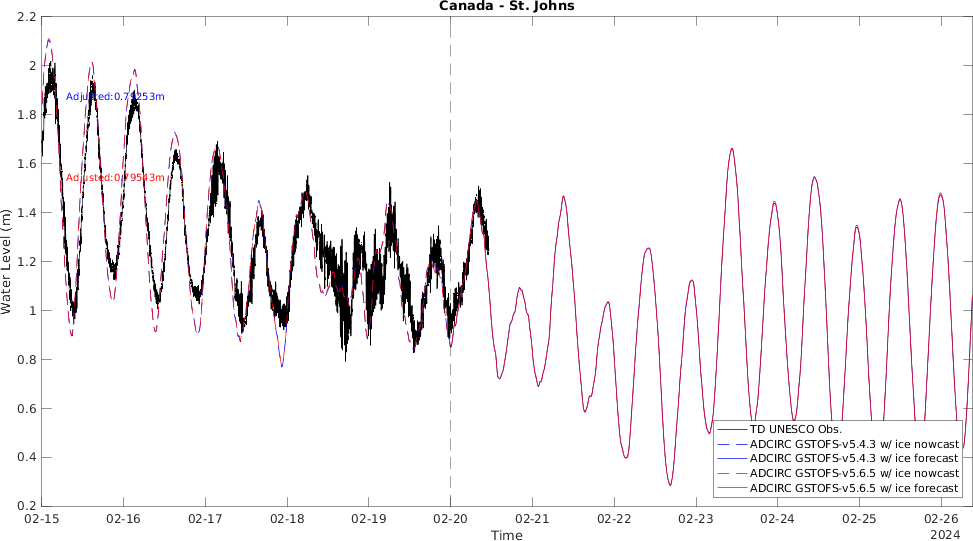 Canada - St. Johns
2.2
2
1.8
1.6
1.4
1.2
1
0.8
0.6
0.4
0.2
Water Level (m)
Adjusted:0.79253m
Adjusted:0.79543m
TD UNESCO Obs.
ADCIRC GSTOFS-v5.4.3 w/ ice nowcast
ADCIRC GSTOFS-v5.4.3 w/ ice forecast
ADCIRC GSTOFS-v5.6.5 w/ ice nowcast
ADCIRC GSTOFS-v5.6.5 w/ ice forecast
02-15 02-16 02-17 02-18 02-19 02-20 02-21 02-22 02-23 02-24 02-25 02-26
Time
2024